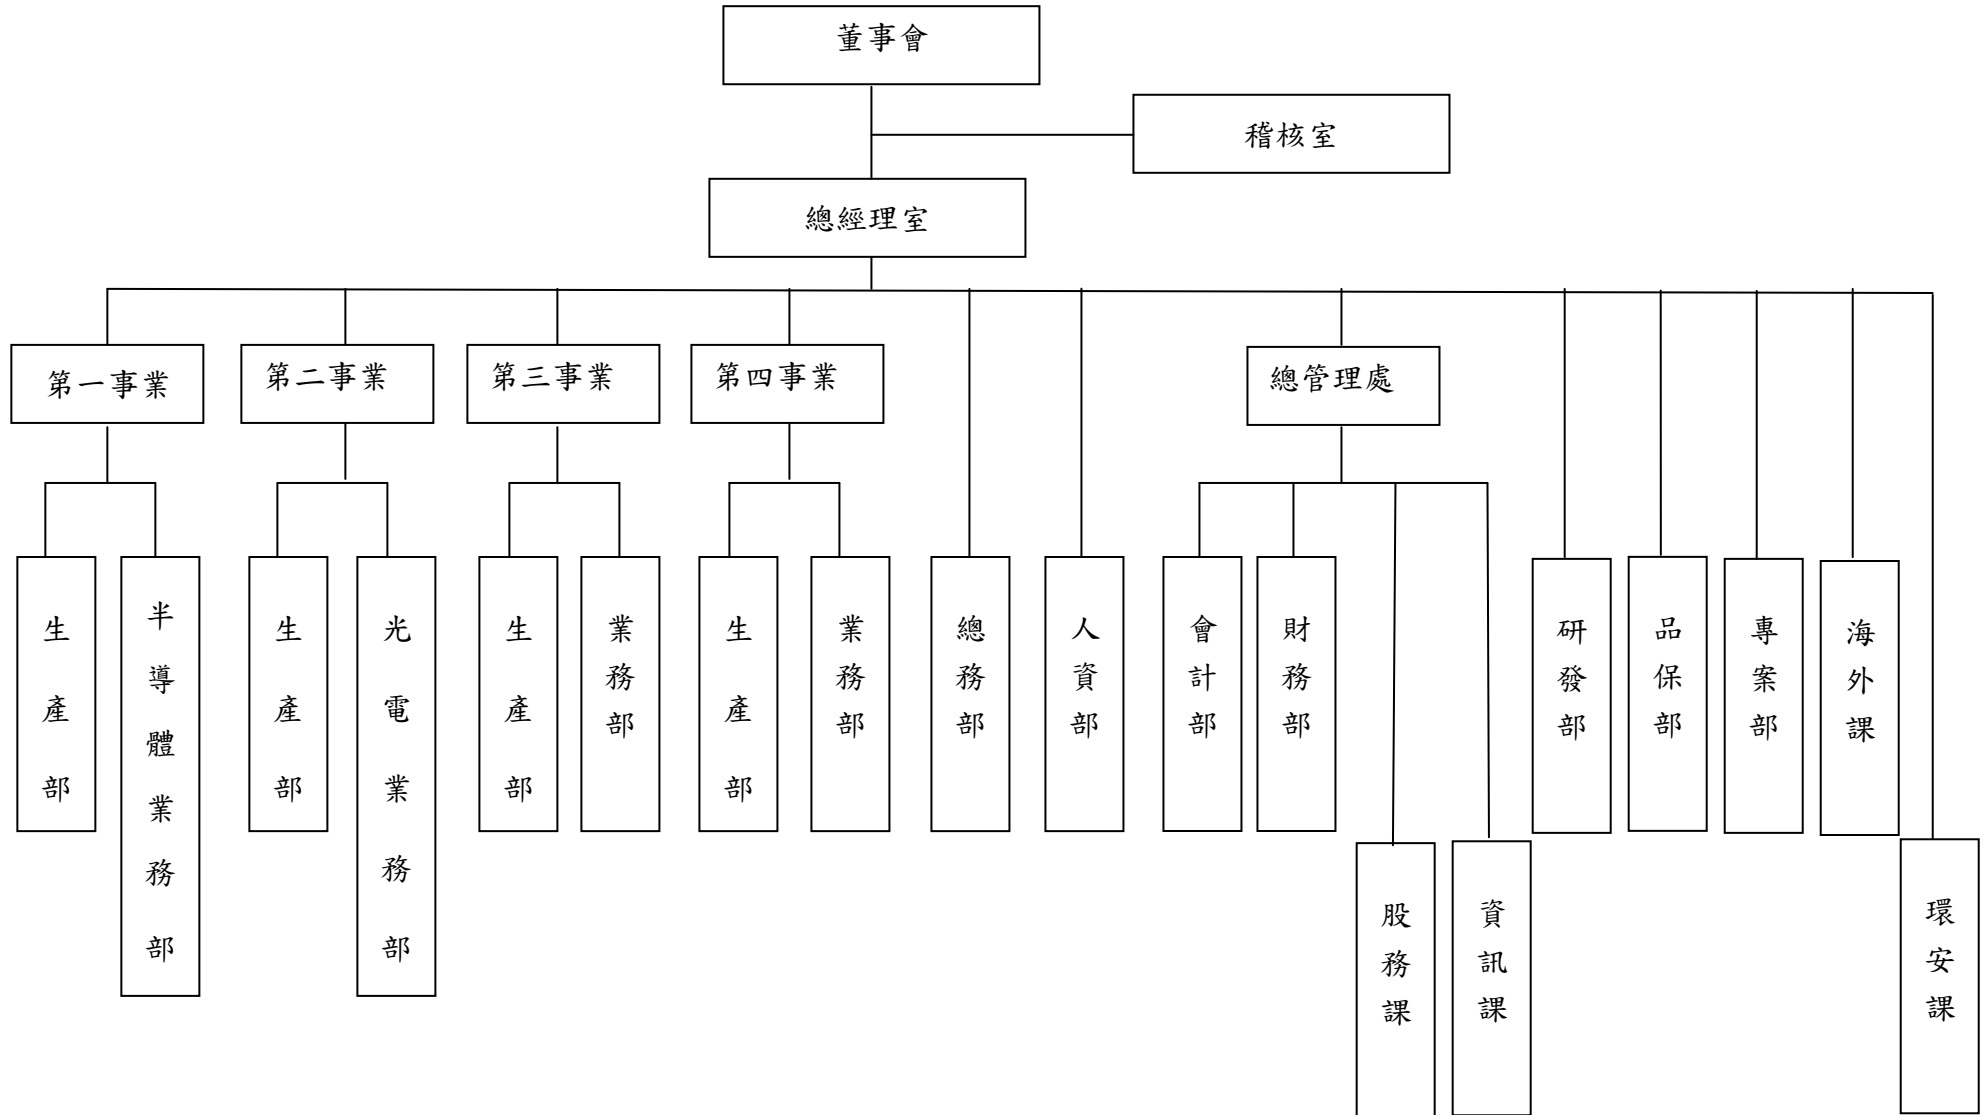 董事會
稽核室
總經理室
第一事業
第二事業
第三事業
第四事業
總管理處
生產部
半導體業務部
生產部
光電業務部
生產部
業務部
生產部
業務部
總務部
人資部
會計部
財務部
股務課
資訊課
研發部
品保部
專案部
海外課
環安課